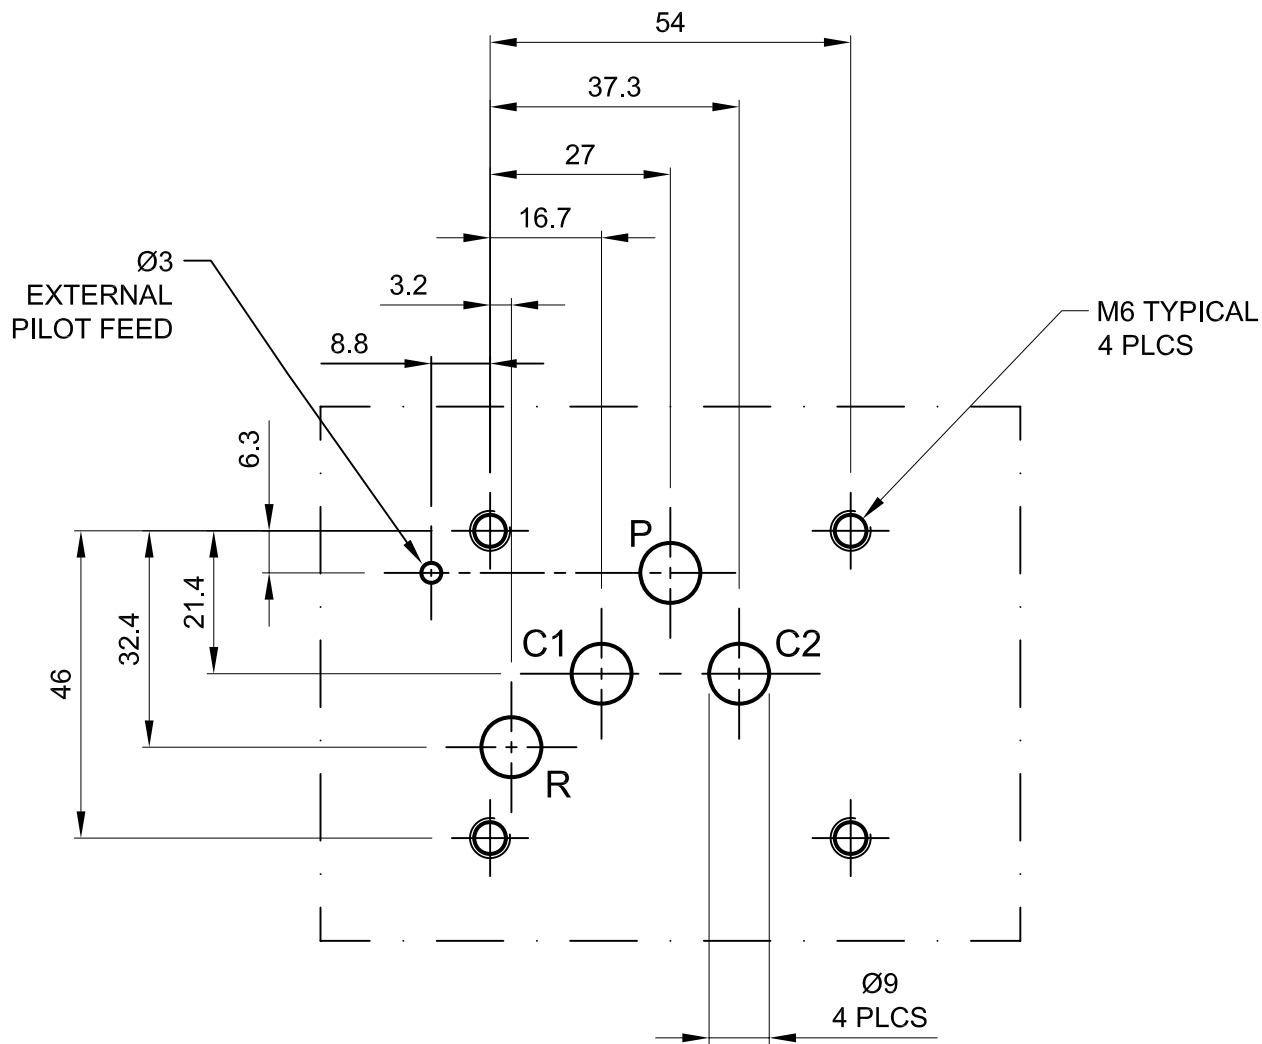 54
37.3
27
16.7
Ø3
EXTERNAL
PILOT FEED
3.2
M6 TYPICAL
4 PLCS
8.8
6.3
P
21.4
32.4
46
C1
C2
R
Ø9
4 PLCS